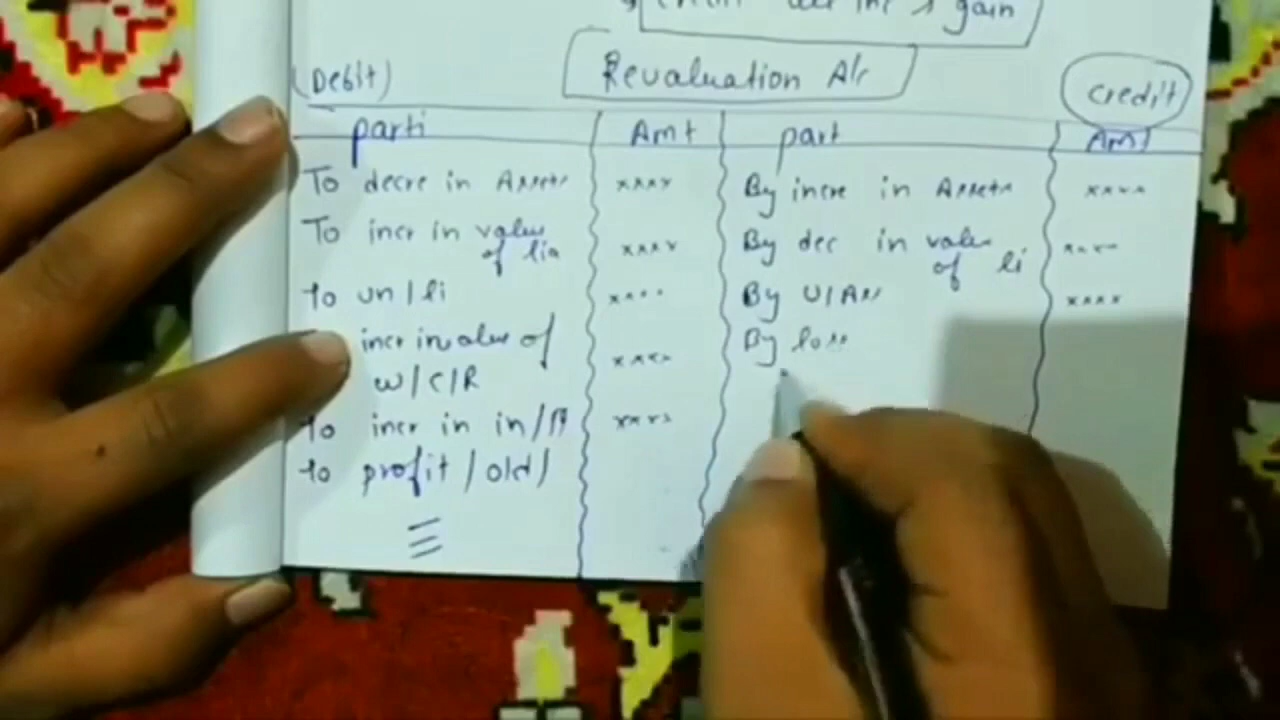 gain
(Debit)
Revaluation A/c
Credit
parti Amt part Amt
To decre in Assets xxxx By incre in Assets xxxx
To incr in value of lia xxxx By dec in value of li xxxx
To un/li xxxx By U/Ass xxxx
incr in value of W/C/R xxxx By loss
To incr in in/ xxxx
To profit/old/